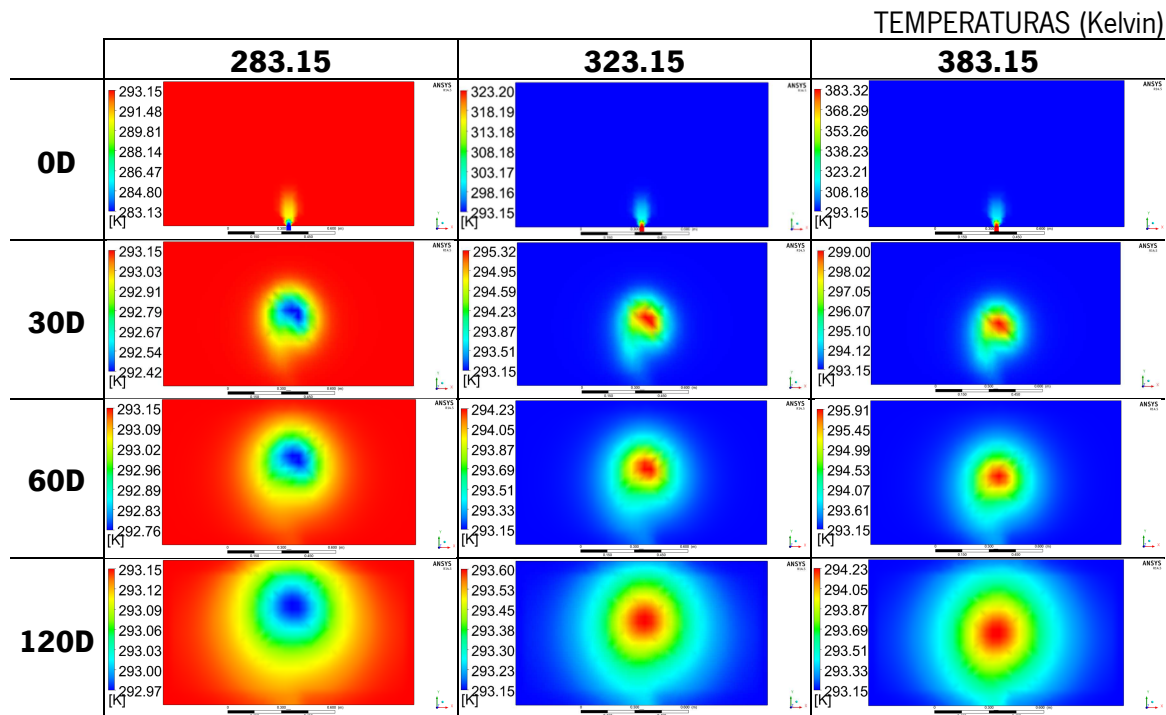 TEMPERATURAS (Kelvin)
283.15 323.15 383.15
0D
293.15
291.48
289.81
288.14
286.47
284.80
283.13
[K]
ANSYS
323.20
318.19
313.18
308.18
303.17
298.16
293.15
[K]
ANSYS
383.32
368.29
353.26
338.23
323.21
308.18
293.15
[K]
ANSYS
30D
293.15
293.03
292.91
292.79
292.67
292.54
292.42
[K]
ANSYS
295.32
294.95
294.59
294.23
293.87
293.51
293.15
[K]
ANSYS
299.00
298.02
297.05
296.07
295.10
294.12
293.15
[K]
ANSYS
60D
293.15
293.09
293.02
292.96
292.89
292.83
292.76
[K]
ANSYS
294.23
294.05
293.87
293.69
293.51
293.33
293.15
[K]
ANSYS
295.91
295.45
294.99
294.53
294.07
293.61
293.15
[K]
ANSYS
120D
293.15
293.12
293.09
293.06
293.03
293.00
292.97
[K]
ANSYS
293.60
293.53
293.45
293.38
293.30
293.23
293.15
[K]
ANSYS
294.23
294.05
293.87
293.69
293.51
293.33
293.15
[K]
ANSYS